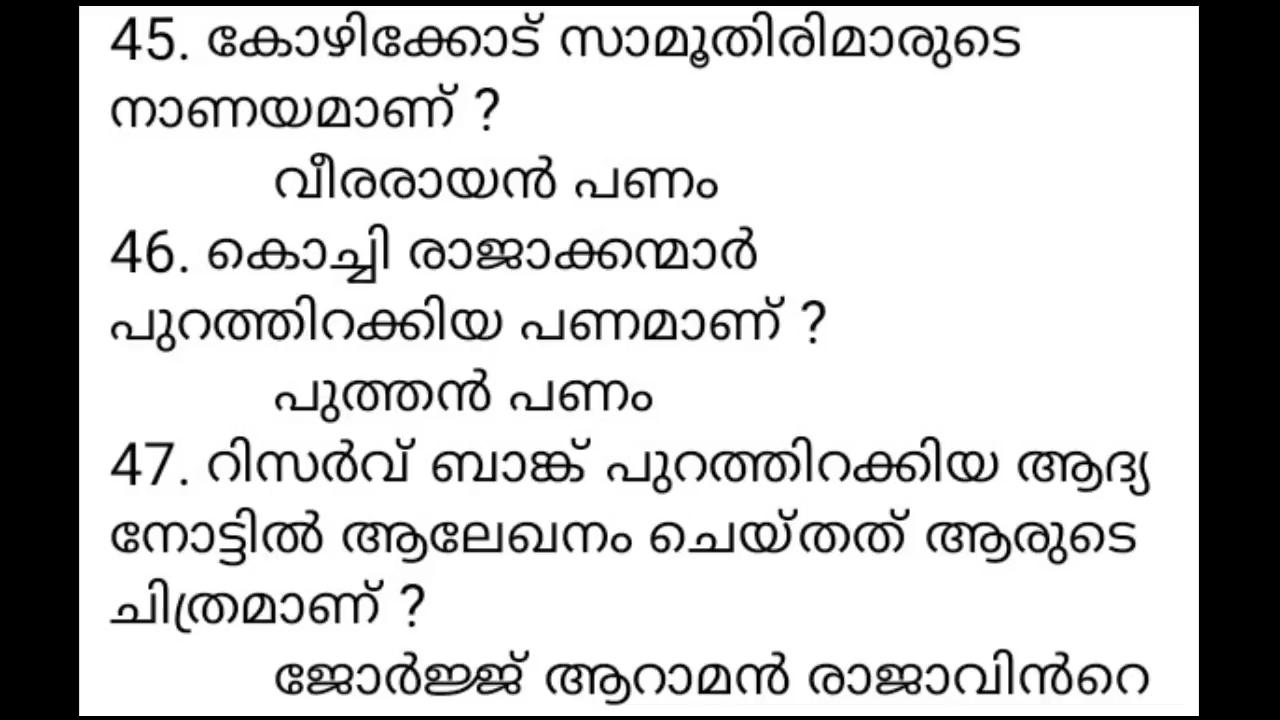 45. കോഴിക്കോട് സാമൂതിരിമാരുടെ
നാണയമാണ് ?
വീരരായൻ പണം
46. കൊച്ചി രാജാക്കന്മാർ
പുറത്തിറക്കിയ പണമാണ് ?
പുത്തൻ പണം
47. റിസർവ് ബാങ്ക് പുറത്തിറക്കിയ ആദ്യ
നോട്ടിൽ ആലേഖനം ചെയ്തത് ആരുടെ
ചിത്രമാണ് ?
ജോർജ്ജ് ആറാമൻ രാജാവിൻറെ